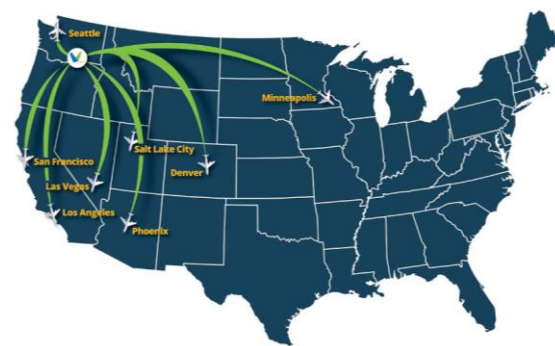 Seattle
Minneapolis
Salt Lake City
San Francisco
Denver
Las Vegas
Los Angeles
Phoenix